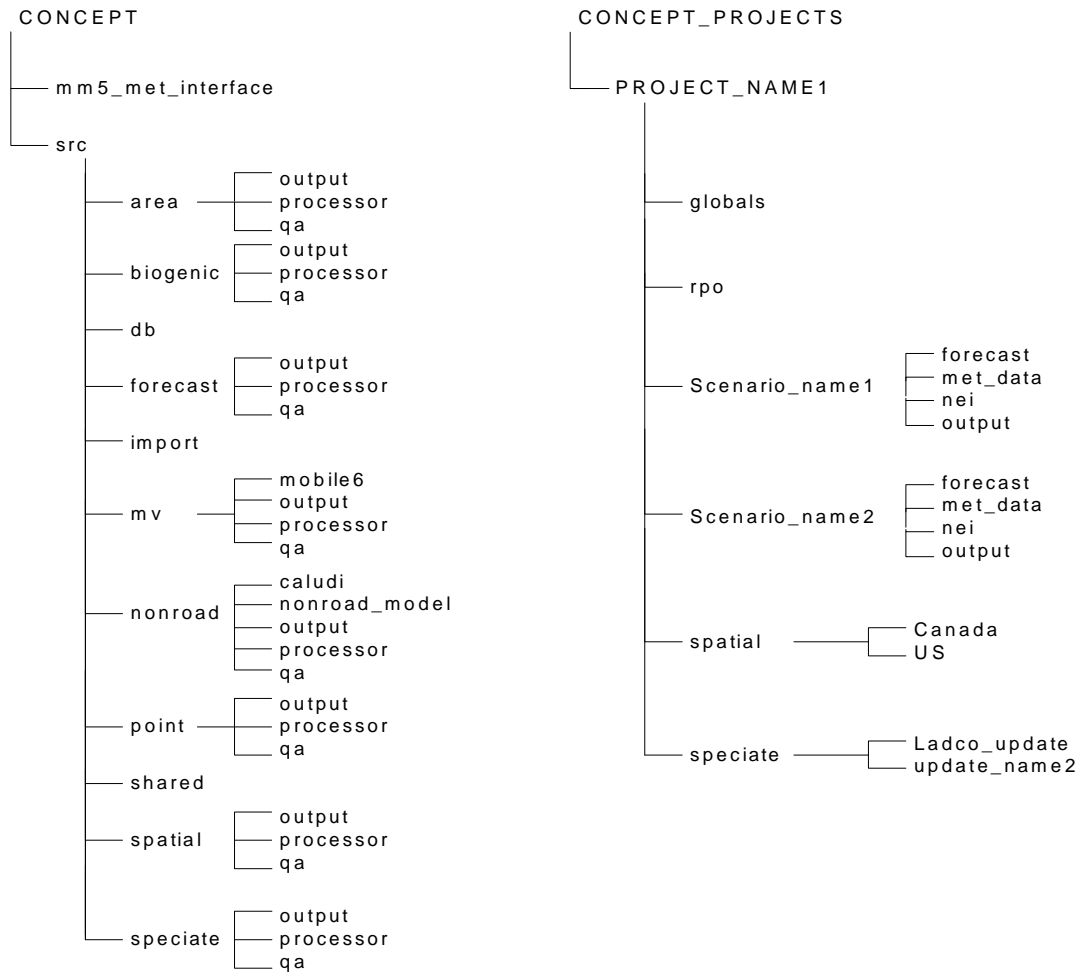 CONCEPT
mm5_met_interface
src
area
output
processor
qa
biogenic
output
processor
qa
db
forecast
output
processor
qa
import
mv
mobile6
output
processor
qa
nonroad
caludi
nonroad_model
output
processor
qa
point
output
processor
qa
shared
spatial
output
processor
qa
speciate
output
processor
qa
CONCEPT_PROJECTS
PROJECT_NAME1
globals
rpo
Scenario_name1
forecast
met_data
nei
output
Scenario_name2
forecast
met_data
nei
output
spatial
Canada
US
speciate
Ladco_update
update_name2